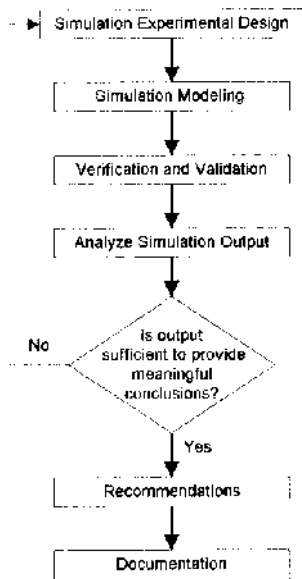 Simulation Experimental Design
Simulation Modeling
Verification and Validation
Analyze Simulation Output
No
Is output
sufficient to provide
meaningful
conclusions?
Yes
Recommendations
Documentation